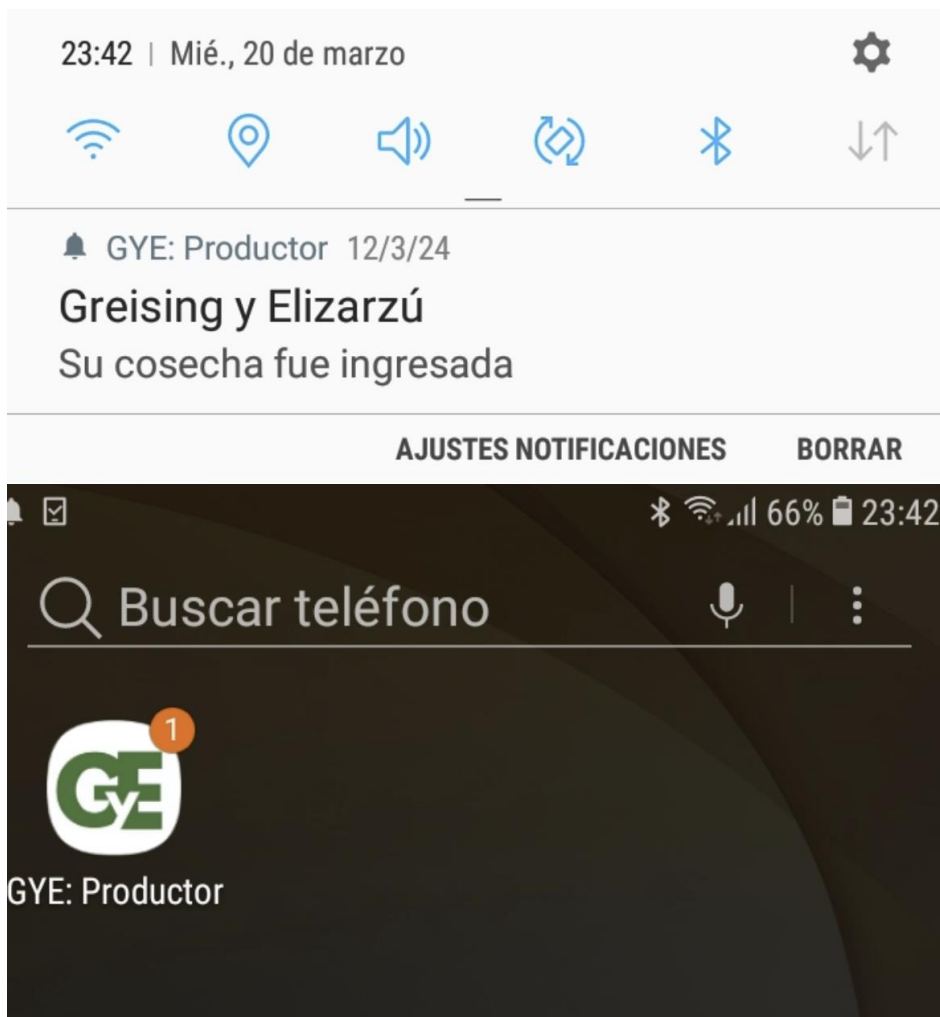 23:42 | Mié., 20 de marzo
GYE: Productor 12/3/24
Greising y Elizarzú
Su cosecha fue ingresada
AJUSTES NOTIFICACIONES BORRAR
66% 23:42
Buscar teléfono
1
GyE
GYE: Productor